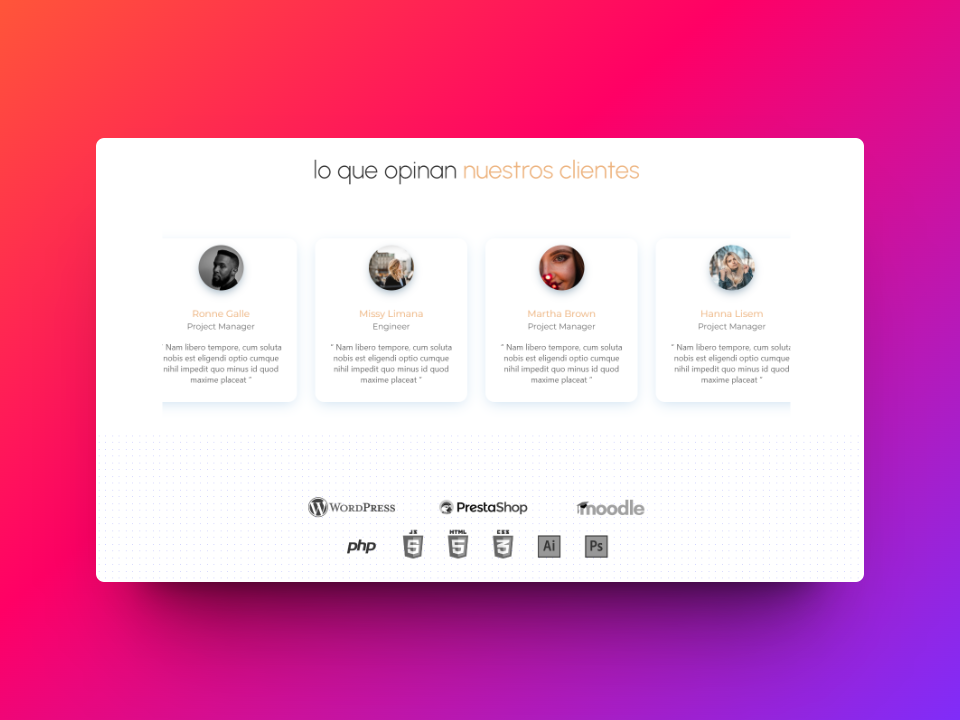 lo que opinan nuestros clientes
Ronne Galle
Project Manager
" Nam libero tempore, cum soluta
nobis est eligendi optio cumque
nihil impedit quo minus id quod
maxime placeat "
Missy Limana
Engineer
" Nam libero tempore, cum soluta
nobis est eligendi optio cumque
nihil impedit quo minus id quod
maxime placeat "
Martha Brown
Project Manager
" Nam libero tempore, cum soluta
nobis est eligendi optio cumque
nihil impedit quo minus id quod
maxime placeat "
Hanna Lisem
Project Manager
" Nam libero tempore, cum soluta
nobis est eligendi optio cumque
nihil impedit quo minus id quod
maxime placeat "
WORDPRESS PrestaShop moodle
php JS 5 HTML 5 CSS 3 Ai Ps